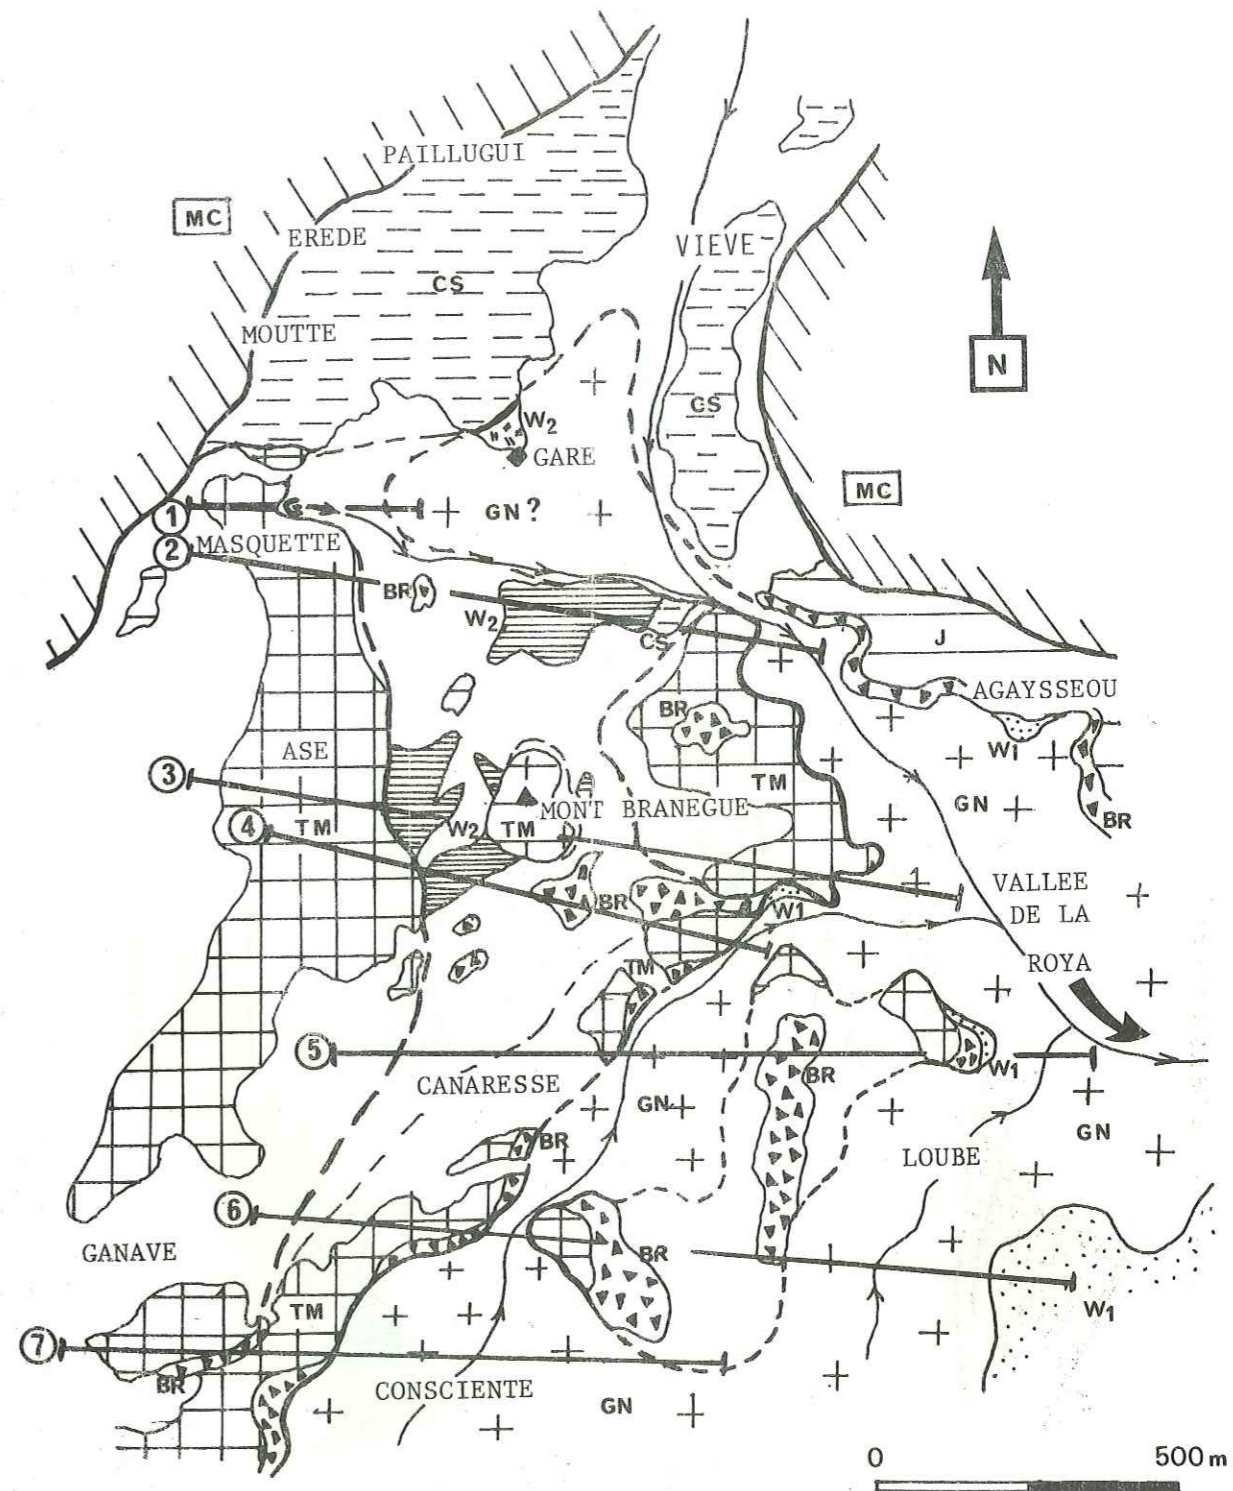 PAILLUGUI
MC
EREDE
VIEVE
CS
MOUTTE
N
CS
W2
GARE
MC
1
GN?
2
MASQUETTE
BR
W2
CS
J
AGAYSSEOU
BR
ASE
W1
3
TM
GN
MONT BRANEGUE
4
TM
W2
TM
BR
VALLEE
DE LA
BR
W1
ROYA
TM
5
BR
W1
CANARESSE
GN
GN
BR
LOUBE
6
GANAVE
BR
W1
TM
7
BR
CONSCIENTE
GN
0
500 m